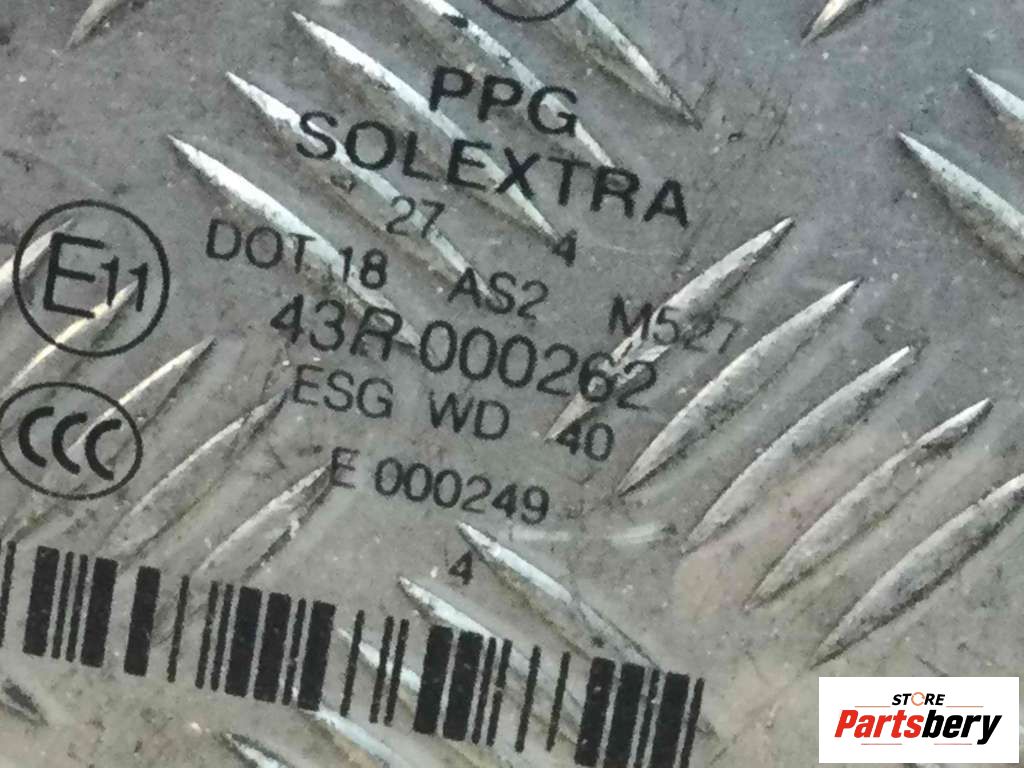 PPG
SOLEXTRA
27 4
E11
DOT 18 AS2 M527
43R-000262
CCC
ESG WD 40
E 000249
4
STORE
Partsbery